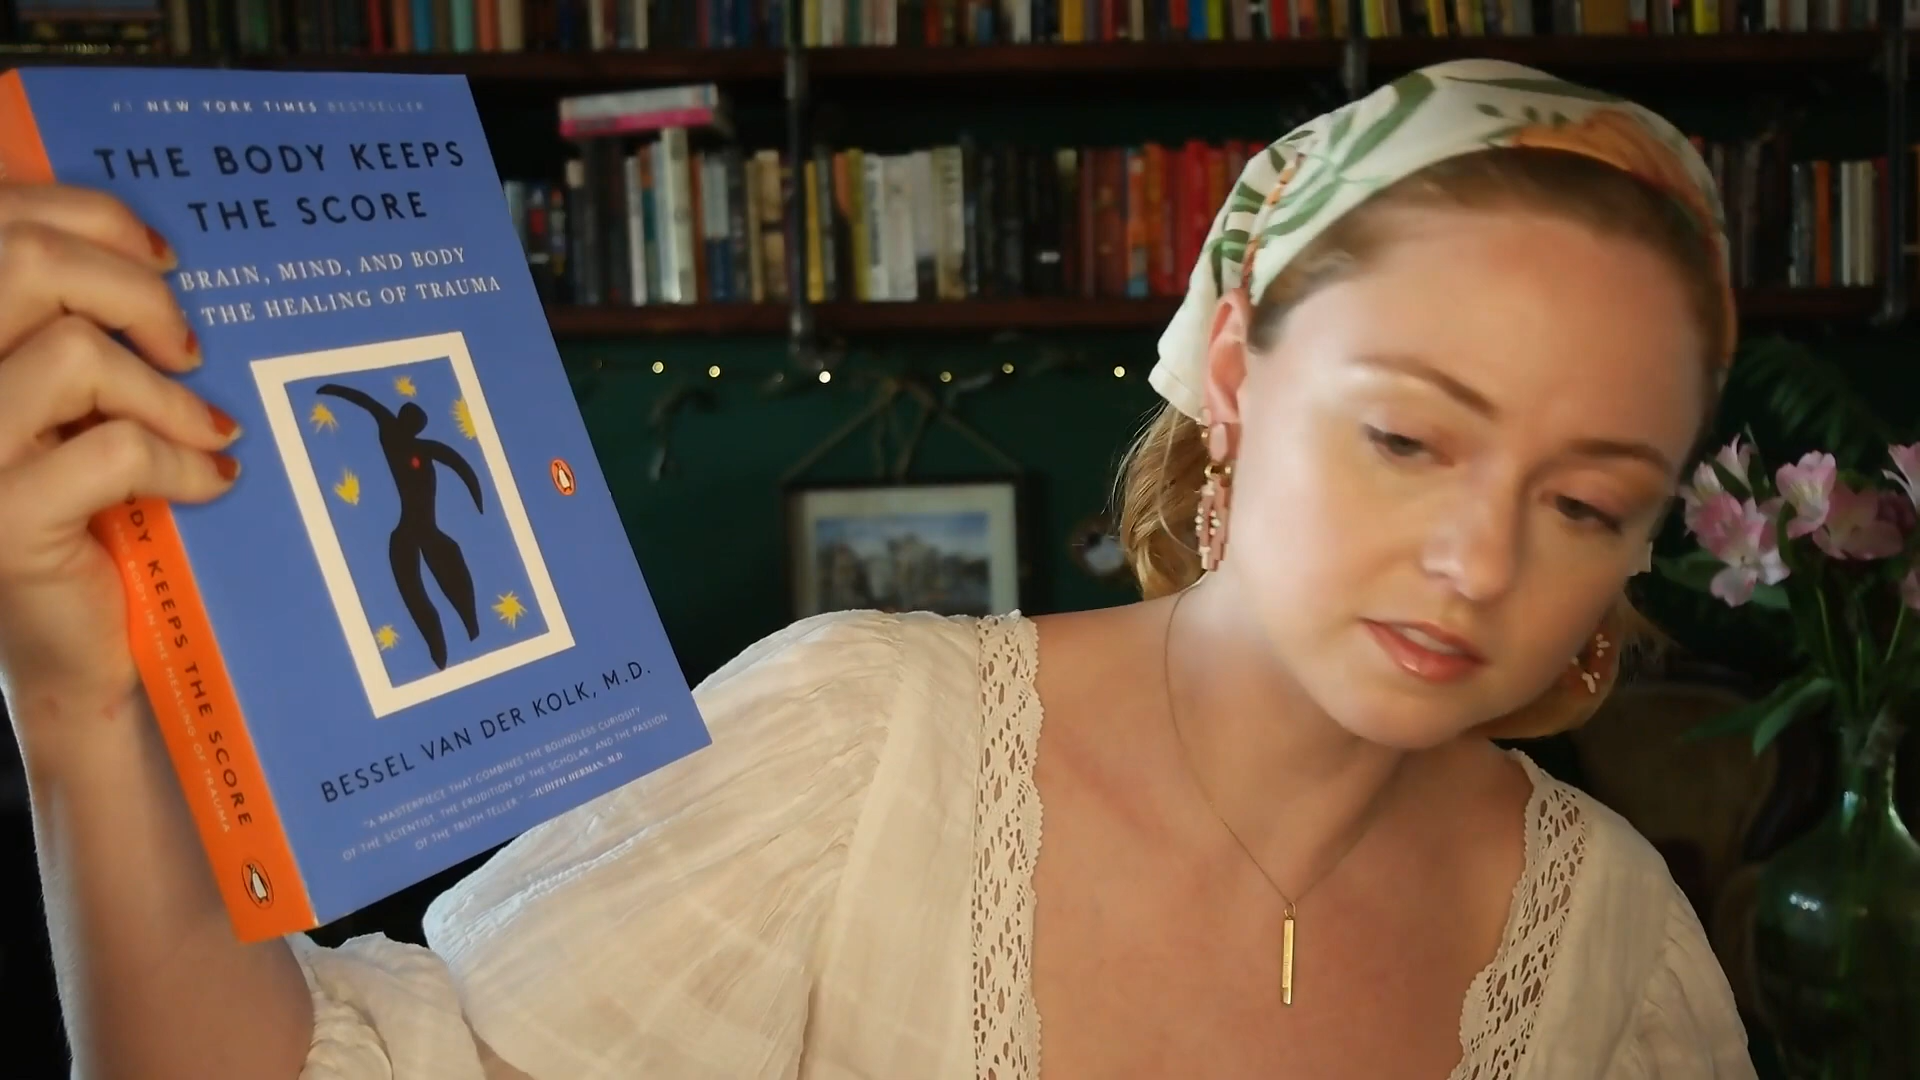 #1 NEW YORK TIMES BESTSELLER
THE BODY KEEPS
THE SCORE
BRAIN, MIND, AND BODY
THE HEALING OF TRAUMA
BESSEL VAN DER KOLK, M.D.
"A MASTERPIECE THAT COMBINES THE BOUNDLESS CURIOSITY
OF THE SCIENTIST, THE ERUDITION OF THE SCHOLAR, AND THE PASSION
OF THE TRUTH TELLER." —JUDITH HERMAN, M.D.
ODY KEEPS THE SCORE
AND BODY IN THE HEALING OF TRAUMA